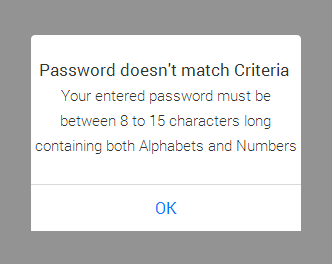 Password doesn't match Criteria
Your entered password must be
between 8 to 15 characters long
containing both Alphabets and Numbers
OK